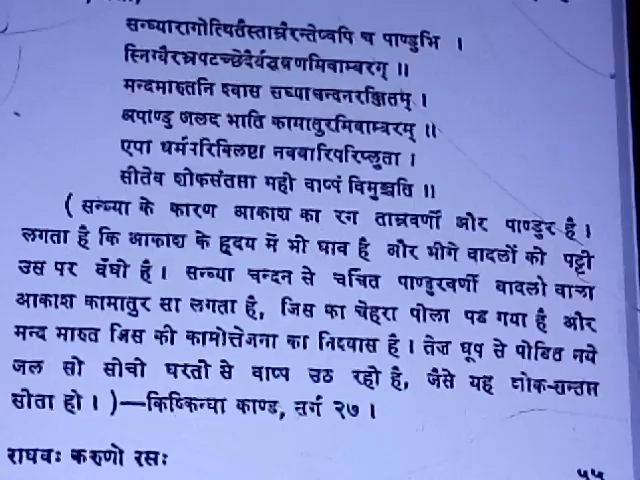 सन्ध्यारागोत्थितैस्ताम्रैरन्तेष्वपि च पाण्डुभि ।
स्निग्धैरभ्रपटच्छेदैर्बद्धव्रणमिवाम्बरम् ॥
मन्दमारुतनि श्वास सध्याचन्दनरञ्जितम् ।
आपाण्डु जलद भाति कामातुरमिवाम्बरम् ॥
एषा धर्मपरिक्लिष्टा नववारिपरिप्लुता ।
सीतेव शोकसंतप्ता मही वाष्पं विमुञ्चति ॥
( सन्ध्या के कारण आकाश का रग ताम्रवर्णी और पाण्डुर है ।
लगता है कि आकाश के हृदय में भी घाव है और भीगे वादलों की पट्टी
उस पर बँधी है । सन्ध्या चन्दन से चर्चित पाण्डुरवर्णी वादलो वाला
आकाश कामातुर सा लगता है, जिस का चेहरा पीला पड गया है और
मन्द मारुत जिस की कामोत्तेजना का निश्वास है । तेज धूप से पीडित नये
जल सी सीची धरती से वाष्प उठ रही है, जैसे यह शोक-सन्तप्त
सीता हो । )—किष्किन्धा काण्ड, सर्ग २७ ।
राघवः करुणो रसः
५५